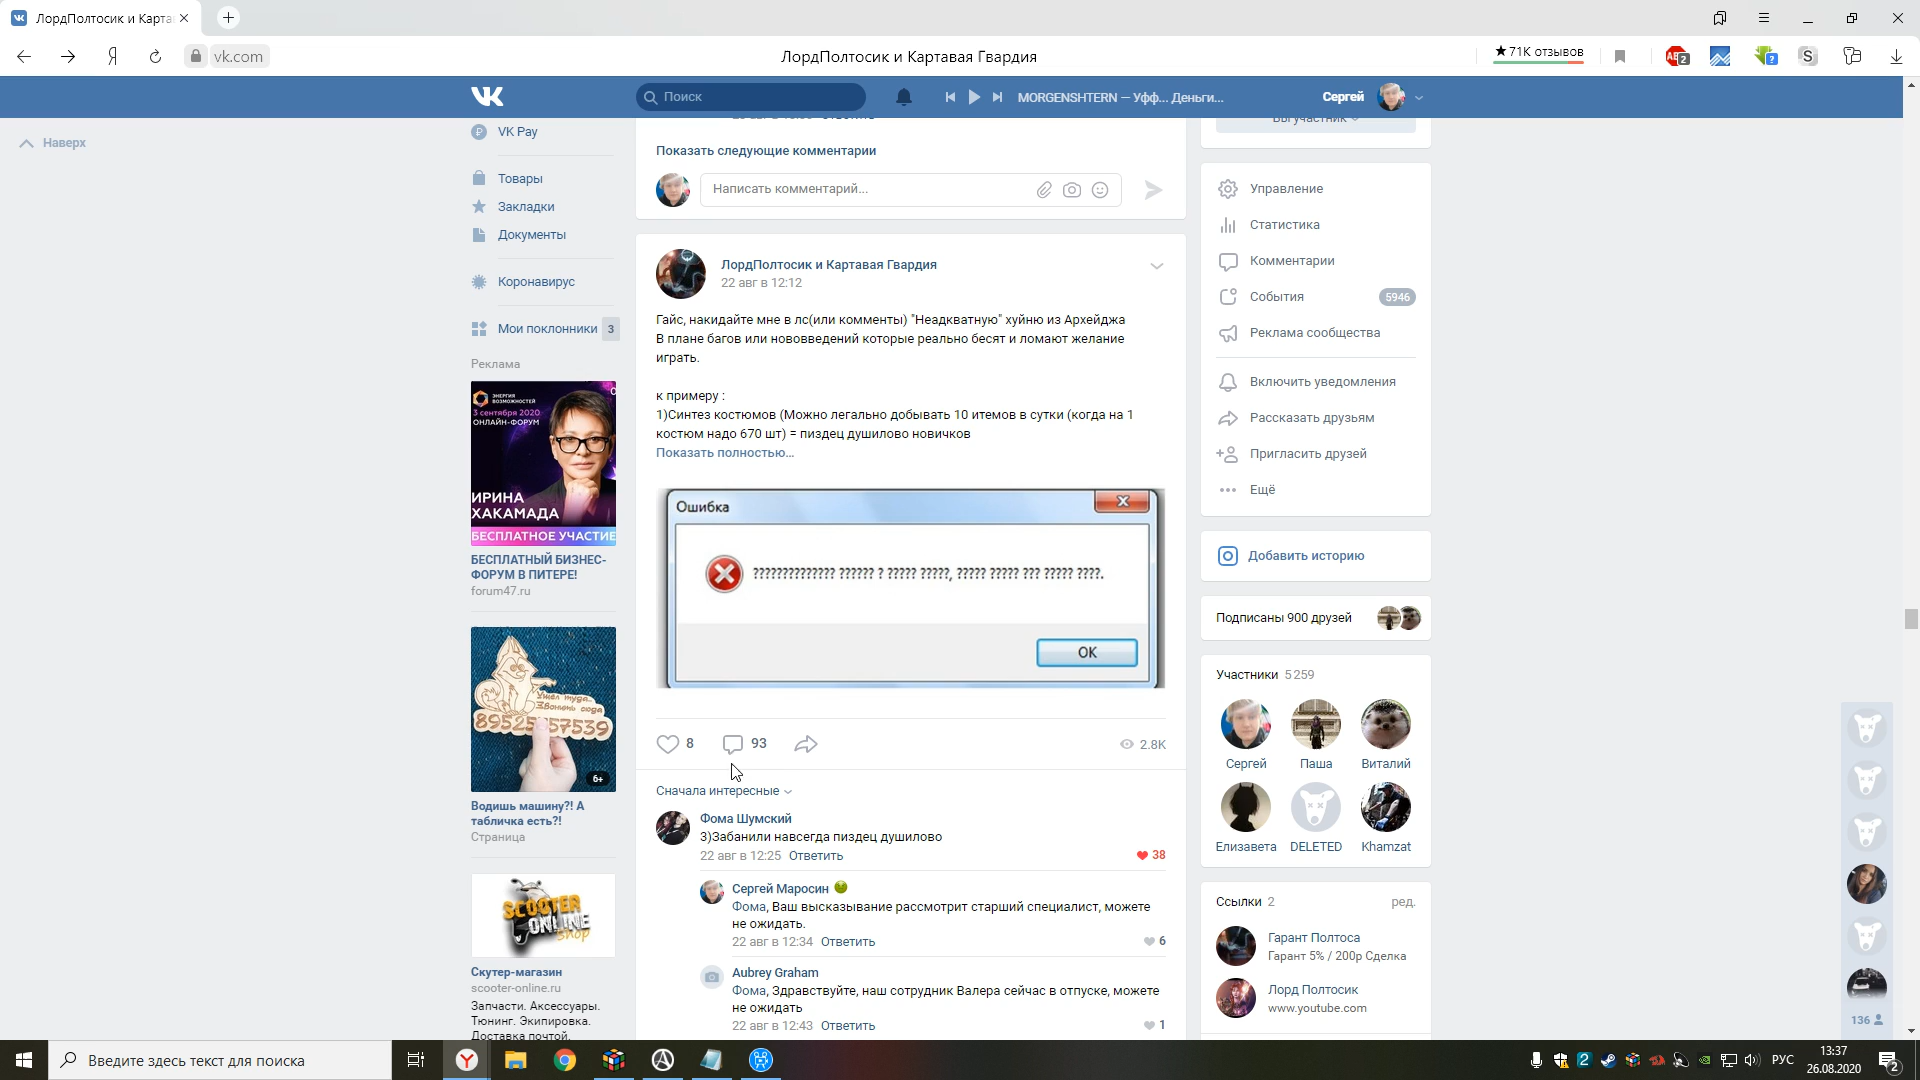 ЛордПолтосик и Карта
vk.com
ЛордПолтосик и Картавая Гвардия
★71K отзывов
Поиск
MORGENSHTERN — Уфф... Деньги...
Сергей
Наверх
VK Pay
Товары
Закладки
Документы
Коронавирус
Мои поклонники 3
Реклама
ЭНЕРГИЯ
ВОЗМОЖНОСТЕЙ
3 сентября 2020
ОНЛАЙН-ФОРУМ
ИРИНА
ХАКАМАДА
БЕСПЛАТНОЕ УЧАСТИЕ
БЕСПЛАТНЫЙ БИЗНЕС-
ФОРУМ В ПИТЕРЕ!
forum47.ru
Ушел туда..
Звонить сюда
6+
Водишь машину?! А
табличка есть?!
Страница
SCOOTER
ONLINE
shop
Скутер-магазин
scooter-online.ru
Запчасти. Аксессуары.
Тюнинг. Экипировка.
Доставка почтой.
Показать следующие комментарии
Написать комментарий...
ЛордПолтосик и Картавая Гвардия
22 авг в 12:12
Гайс, накидайте мне в лс(или комменты) "Неадкватную" хуйню из Архейджа
В плане багов или нововведений которые реально бесят и ломают желание
играть.
к примеру :
1)Синтез костюмов (Можно легально добывать 10 итемов в сутки (когда на 1
костюм надо 670 шт) = пиздец душилово новичков
Показать полностью...
Ошибка
?????????????? ?????? ? ????? ?????, ????? ????? ??? ????? ????.
OK
8
93
2.8K
Сначала интересные
Фома Шумский
3)Забанили навсегда пиздец душилово
22 авг в 12:25 Ответить
38
Сергей Маросин
Фома, Ваш высказывание рассмотрит старший специалист, можете
не ожидать.
22 авг в 12:34 Ответить
6
Aubrey Graham
Фома, Здравствуйте, наш сотрудник Валера сейчас в отпуске, можете
не ожидать
22 авг в 12:43 Ответить
1
Вы участник
Управление
Статистика
Комментарии
События 5946
Реклама сообщества
Включить уведомления
Рассказать друзьям
Пригласить друзей
Ещё
Добавить историю
Подписаны 900 друзей
Участники 5 259
Сергей
Паша
Виталий
Елизавета
DELETED
Khamzat
Ссылки 2
ред.
Гарант Полтоса
Гарант 5% / 200р Сделка
Лорд Полтосик
www.youtube.com
136
Введите здесь текст для поиска
РУС
13:37
26.08.2020
2